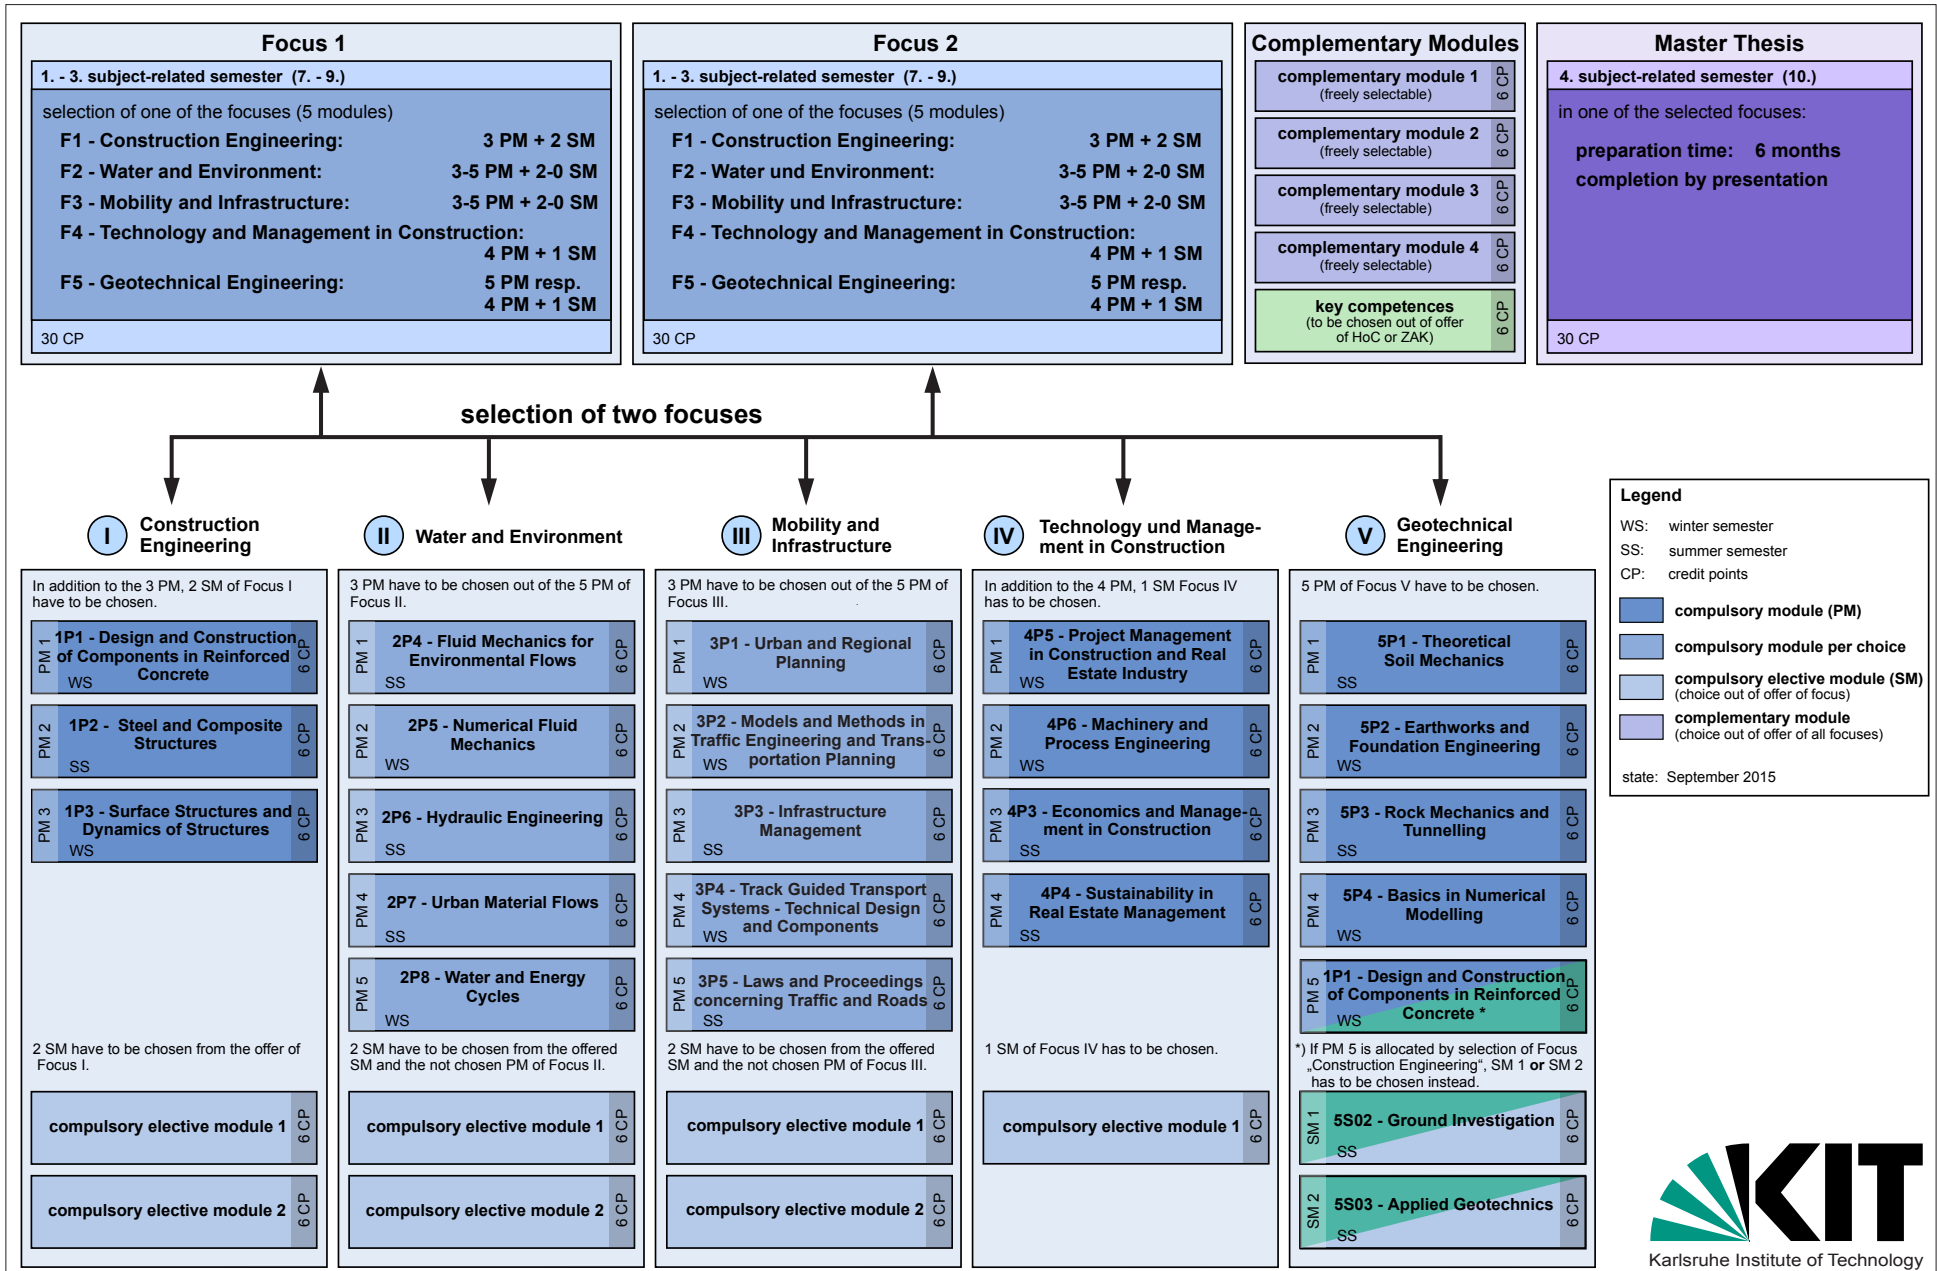 Focus 1
1. - 3. subject-related semester (7. - 9.)
selection of one of the focuses (5 modules)
F1 - Construction Engineering: 3 PM + 2 SM
F2 - Water and Environment: 3-5 PM + 2-0 SM
F3 - Mobility and Infrastructure: 3-5 PM + 2-0 SM
F4 - Technology and Management in Construction:
4 PM + 1 SM
F5 - Geotechnical Engineering: 5 PM resp.
4 PM + 1 SM
30 CP
Focus 2
1. - 3. subject-related semester (7. - 9.)
selection of one of the focuses (5 modules)
F1 - Construction Engineering: 3 PM + 2 SM
F2 - Water und Environment: 3-5 PM + 2-0 SM
F3 - Mobility und Infrastructure: 3-5 PM + 2-0 SM
F4 - Technology and Management in Construction:
4 PM + 1 SM
F5 - Geotechnical Engineering: 5 PM resp.
4 PM + 1 SM
30 CP
Complementary Modules
complementary module 1
(freely selectable)
6 CP
complementary module 2
(freely selectable)
6 CP
complementary module 3
(freely selectable)
6 CP
complementary module 4
(freely selectable)
6 CP
key competences
(to be chosen out of offer
of HoC or ZAK)
6 CP
Master Thesis
4. subject-related semester (10.)
in one of the selected focuses:
preparation time: 6 months
completion by presentation
30 CP
selection of two focuses
I
Construction
Engineering
In addition to the 3 PM, 2 SM of Focus I
have to be chosen.
PM 1
1P1 - Design and Construction
of Components in Reinforced
Concrete
WS
6 CP
PM 2
1P2 - Steel and Composite
Structures
SS
6 CP
PM 3
1P3 - Surface Structures and
Dynamics of Structures
WS
6 CP
2 SM have to be chosen from the offer of
Focus I.
compulsory elective module 1
6 CP
compulsory elective module 2
6 CP
II
Water and Environment
3 PM have to be chosen out of the 5 PM of
Focus II.
PM 1
2P4 - Fluid Mechanics for
Environmental Flows
SS
6 CP
PM 2
2P5 - Numerical Fluid
Mechanics
WS
6 CP
PM 3
2P6 - Hydraulic Engineering
SS
6 CP
PM 4
2P7 - Urban Material Flows
SS
6 CP
PM 5
2P8 - Water and Energy
Cycles
WS
6 CP
2 SM have to be chosen from the offered
SM and the not chosen PM of Focus II.
compulsory elective module 1
6 CP
compulsory elective module 2
6 CP
III
Mobility and
Infrastructure
3 PM have to be chosen out of the 5 PM of
Focus III.
PM 1
3P1 - Urban and Regional
Planning
WS
6 CP
PM 2
3P2 - Models and Methods in
Traffic Engineering and Trans-
portation Planning
WS
6 CP
PM 3
3P3 - Infrastructure
Management
SS
6 CP
PM 4
3P4 - Track Guided Transport
Systems - Technical Design
and Components
WS
6 CP
PM 5
3P5 - Laws and Proceedings
concerning Traffic and Roads
SS
6 CP
2 SM have to be chosen from the offered
SM and the not chosen PM of Focus III.
compulsory elective module 1
6 CP
compulsory elective module 2
6 CP
IV
Technology und Manage-
ment in Construction
In addition to the 4 PM, 1 SM Focus IV
has to be chosen.
PM 1
4P5 - Project Management
in Construction and Real
Estate Industry
WS
6 CP
PM 2
4P6 - Machinery and
Process Engineering
WS
6 CP
PM 3
4P3 - Economics and Manage-
ment in Construction
SS
6 CP
PM 4
4P4 - Sustainability in
Real Estate Management
SS
6 CP
1 SM of Focus IV has to be chosen.
compulsory elective module 1
6 CP
V
Geotechnical
Engineering
5 PM of Focus V have to be chosen.
PM 1
5P1 - Theoretical
Soil Mechanics
SS
6 CP
PM 2
5P2 - Earthworks and
Foundation Engineering
WS
6 CP
PM 3
5P3 - Rock Mechanics and
Tunnelling
SS
6 CP
PM 4
5P4 - Basics in Numerical
Modelling
WS
6 CP
PM 5
1P1 - Design and Construction
of Components in Reinforced
Concrete *
WS
6 CP
*) If PM 5 is allocated by selection of Focus
„Construction Engineering“, SM 1 or SM 2
has to be chosen instead.
SM 1
5S02 - Ground Investigation
SS
6 CP
SM 2
5S03 - Applied Geotechnics
SS
6 CP
Legend
WS: winter semester
SS: summer semester
CP: credit points
compulsory module (PM)
compulsory module per choice
compulsory elective module (SM)
(choice out of offer of focus)
complementary module
(choice out of offer of all focuses)
state: September 2015
KIT
Karlsruhe Institute of Technology